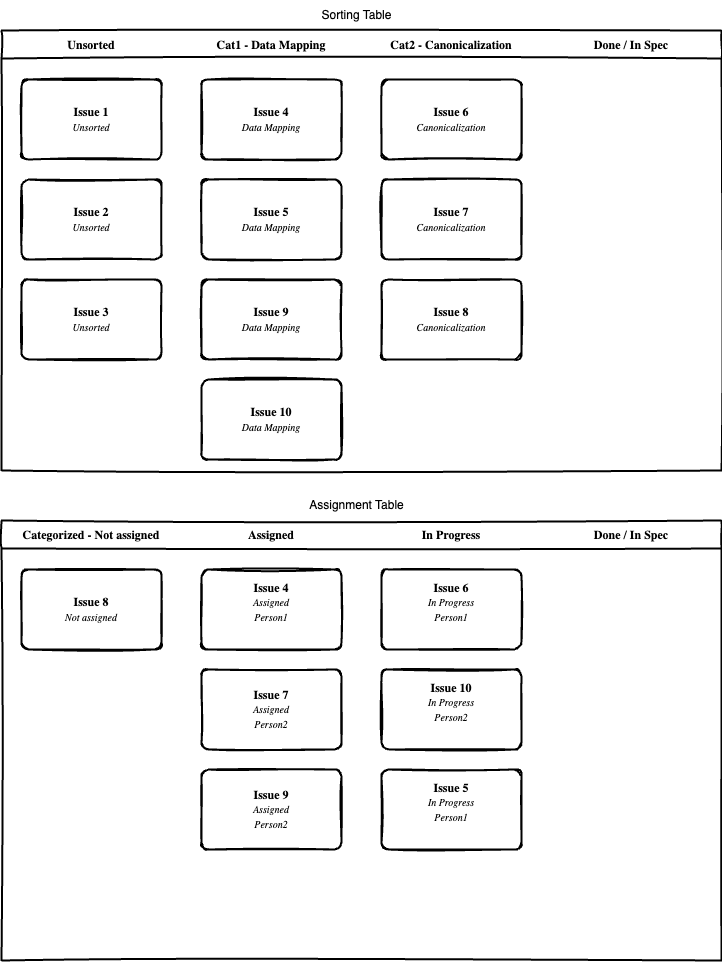 Sorting Table
Unsorted
Cat1 - Data Mapping
Cat2 - Canonicalization
Done / In Spec
Issue 1
Unsorted
Issue 4
Data Mapping
Issue 6
Canonicalization
Issue 2
Unsorted
Issue 5
Data Mapping
Issue 7
Canonicalization
Issue 3
Unsorted
Issue 9
Data Mapping
Issue 8
Canonicalization
Issue 10
Data Mapping
Assignment Table
Categorized - Not assigned
Assigned
In Progress
Done / In Spec
Issue 8
Not assigned
Issue 4
Assigned
Person1
Issue 6
In Progress
Person1
Issue 7
Assigned
Person2
Issue 10
In Progress
Person2
Issue 9
Assigned
Person2
Issue 5
In Progress
Person1